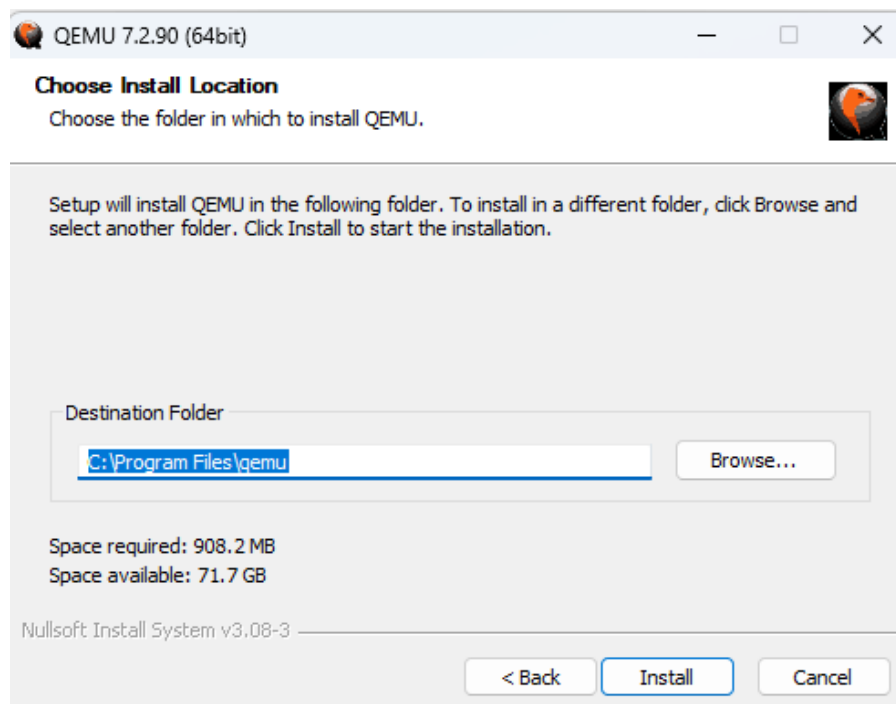 QEMU 7.2.90 (64bit)
Choose Install Location
Choose the folder in which to install QEMU.
Setup will install QEMU in the following folder. To install in a different folder, click Browse and
select another folder. Click Install to start the installation.
Destination Folder
C:\Program Files\qemu
Browse...
Space required: 908.2 MB
Space available: 71.7 GB
Nullsoft Install System v3.08-3
< Back
Install
Cancel